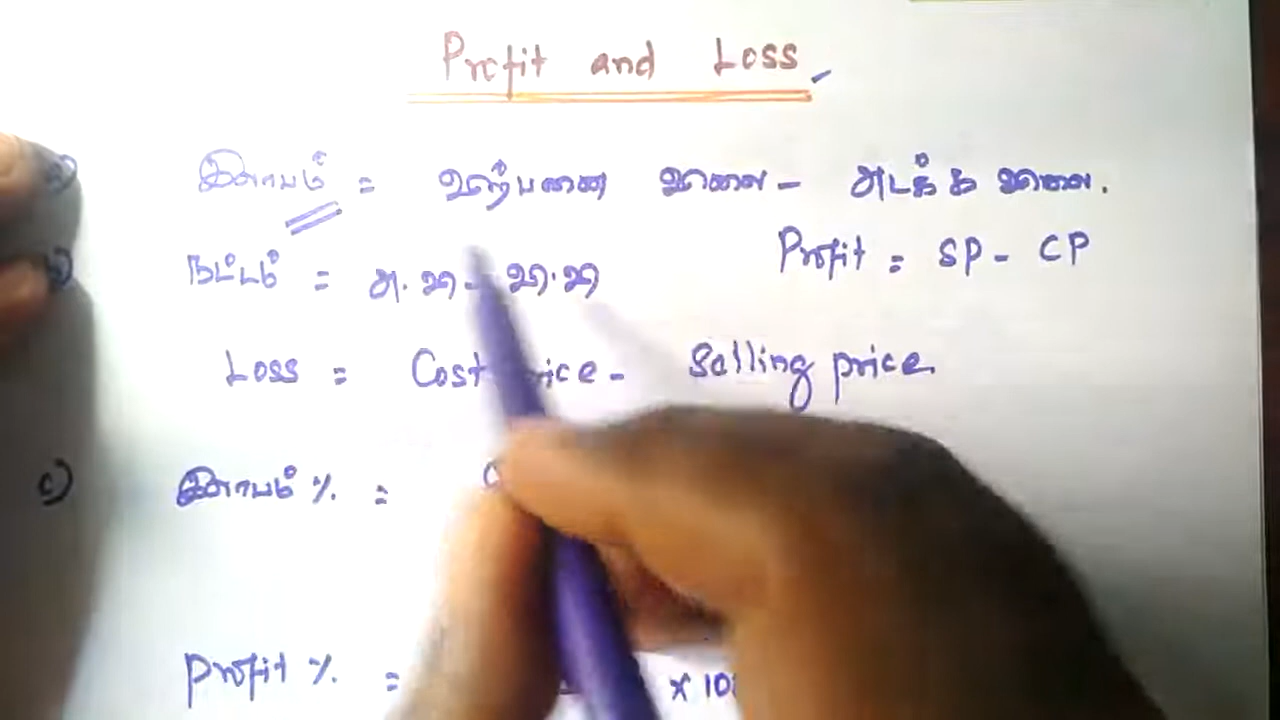 Profit and Loss
இலாபம் = விற்பனை விலை - அடக்க விலை.
Profit = SP - CP
நட்டம் = அ.வி - வி.வி
Loss = Cost - Selling price
c) இலாபம் % =
Profit % = x 10